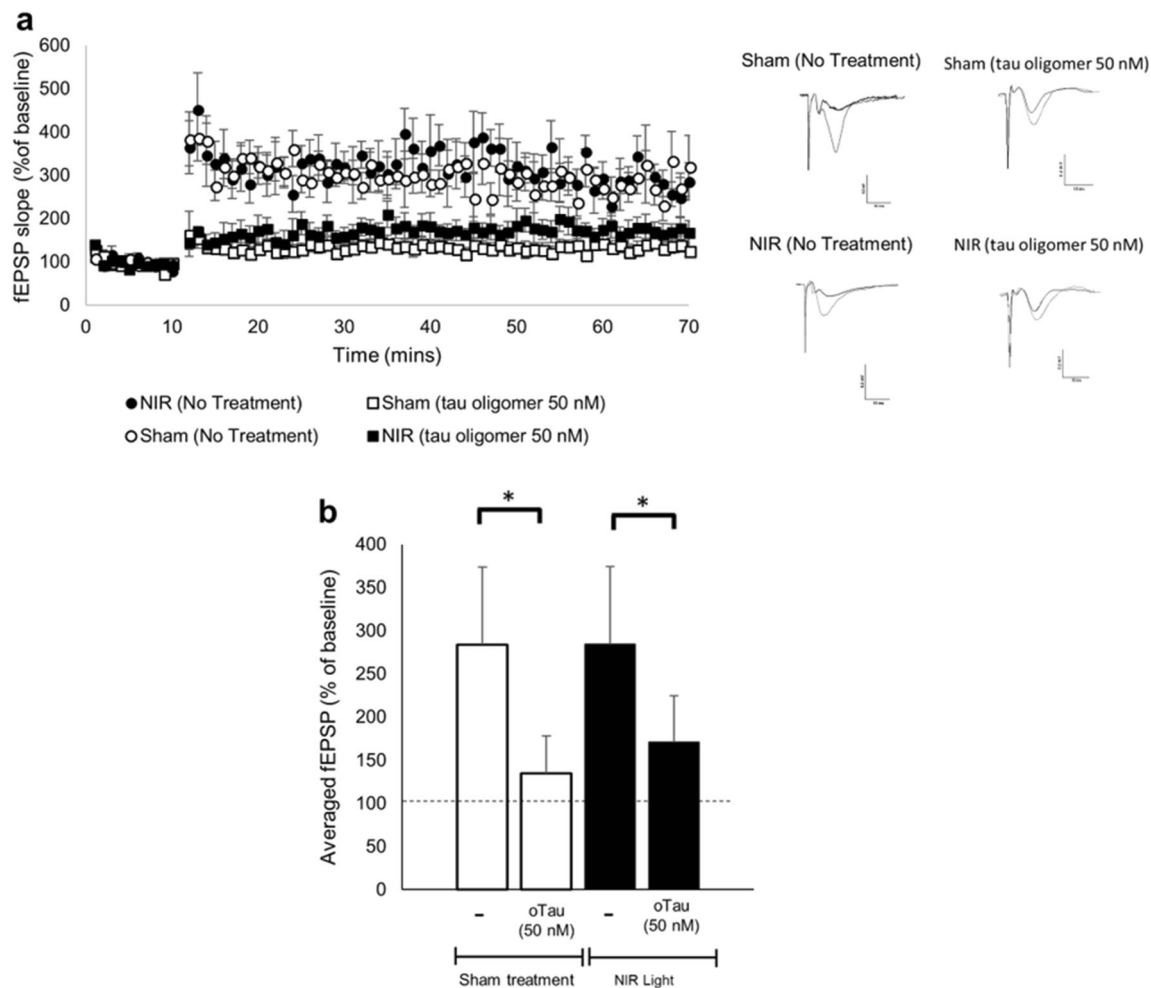 a
fEPSP slope (% of baseline)
600
500
400
300
200
100
0
0 10 20 30 40 50 60 70
Time (mins)
NIR (No Treatment) Sham (tau oligomer 50 nM)
Sham (No Treatment) NIR (tau oligomer 50 nM)
Sham (No Treatment) Sham (tau oligomer 50 nM)
NIR (No Treatment) NIR (tau oligomer 50 nM)
b
* *
Averaged fEPSP (% of baseline)
400
350
300
250
200
150
100
50
0
- oTau - oTau
(50 nM) (50 nM)
Sham treatment NIR Light